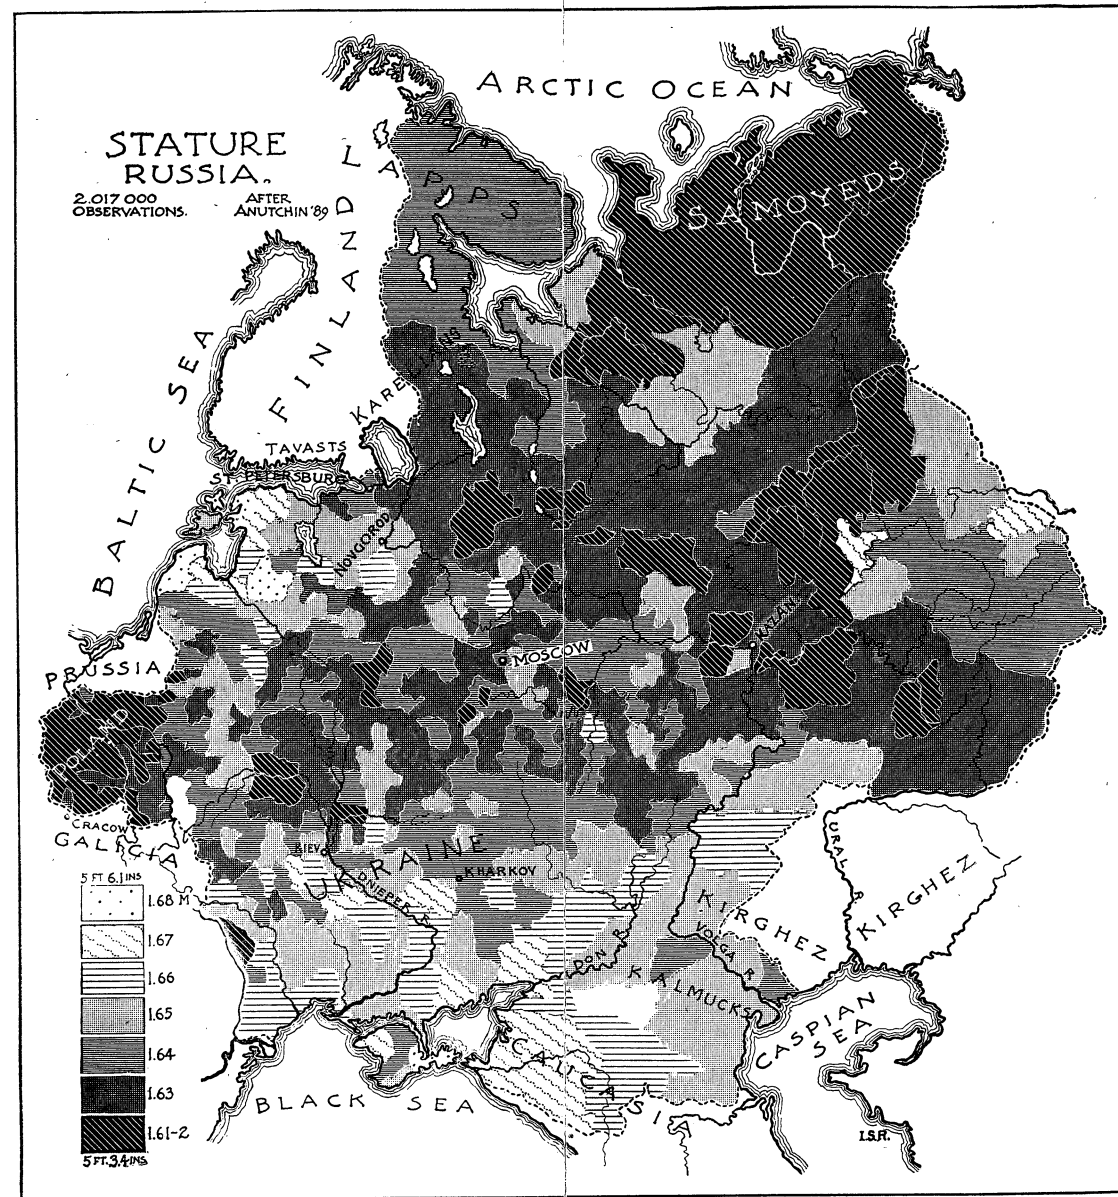 ARCTIC OCEAN
STATURE
RUSSIA.
2.017 000
OBSERVATIONS.
AFTER
ANUTCHIN '89
LAPPS
SAMOYEDS
FINLAND
BALTIC SEA
KARELIANS
TAVASTS
ST. PETERSBURG
NOVGOROD
KAZAN
MOSCOW
PRUSSIA
POLAND
CRACOW
GALICIA
KIEV
UKRAINE
KHARKOV
DNIEPER R.
URAL R.
KIRGHEZ
KIRGHEZ
VOLGA R.
DON R.
KALMUCKS
CASPIAN
SEA
CAUCASIA
BLACK SEA
5 FT 6.1 INS
1.68 M
1.67
1.66
1.65
1.64
1.63
1.61-2
5 FT. 3.4 INS
I.S.R.